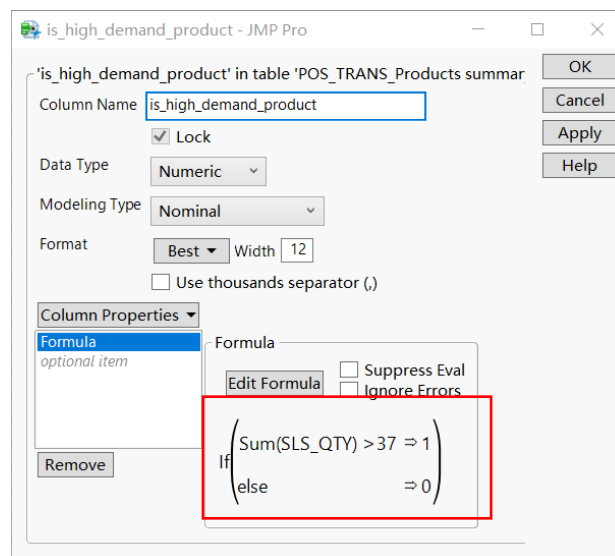 is_high_demand_product - JMP Pro
'is_high_demand_product' in table 'POS_TRANS_Products summar
OK
Column Name is_high_demand_product
Cancel
Lock
Apply
Data Type Numeric
Help
Modeling Type Nominal
Format Best Width 12
Use thousands separator (,)
Column Properties
Formula
optional item
Remove
Formula
Edit Formula
Suppress Eval
Ignore Errors
If
Sum(SLS_QTY) >37 ⇒ 1
else ⇒ 0